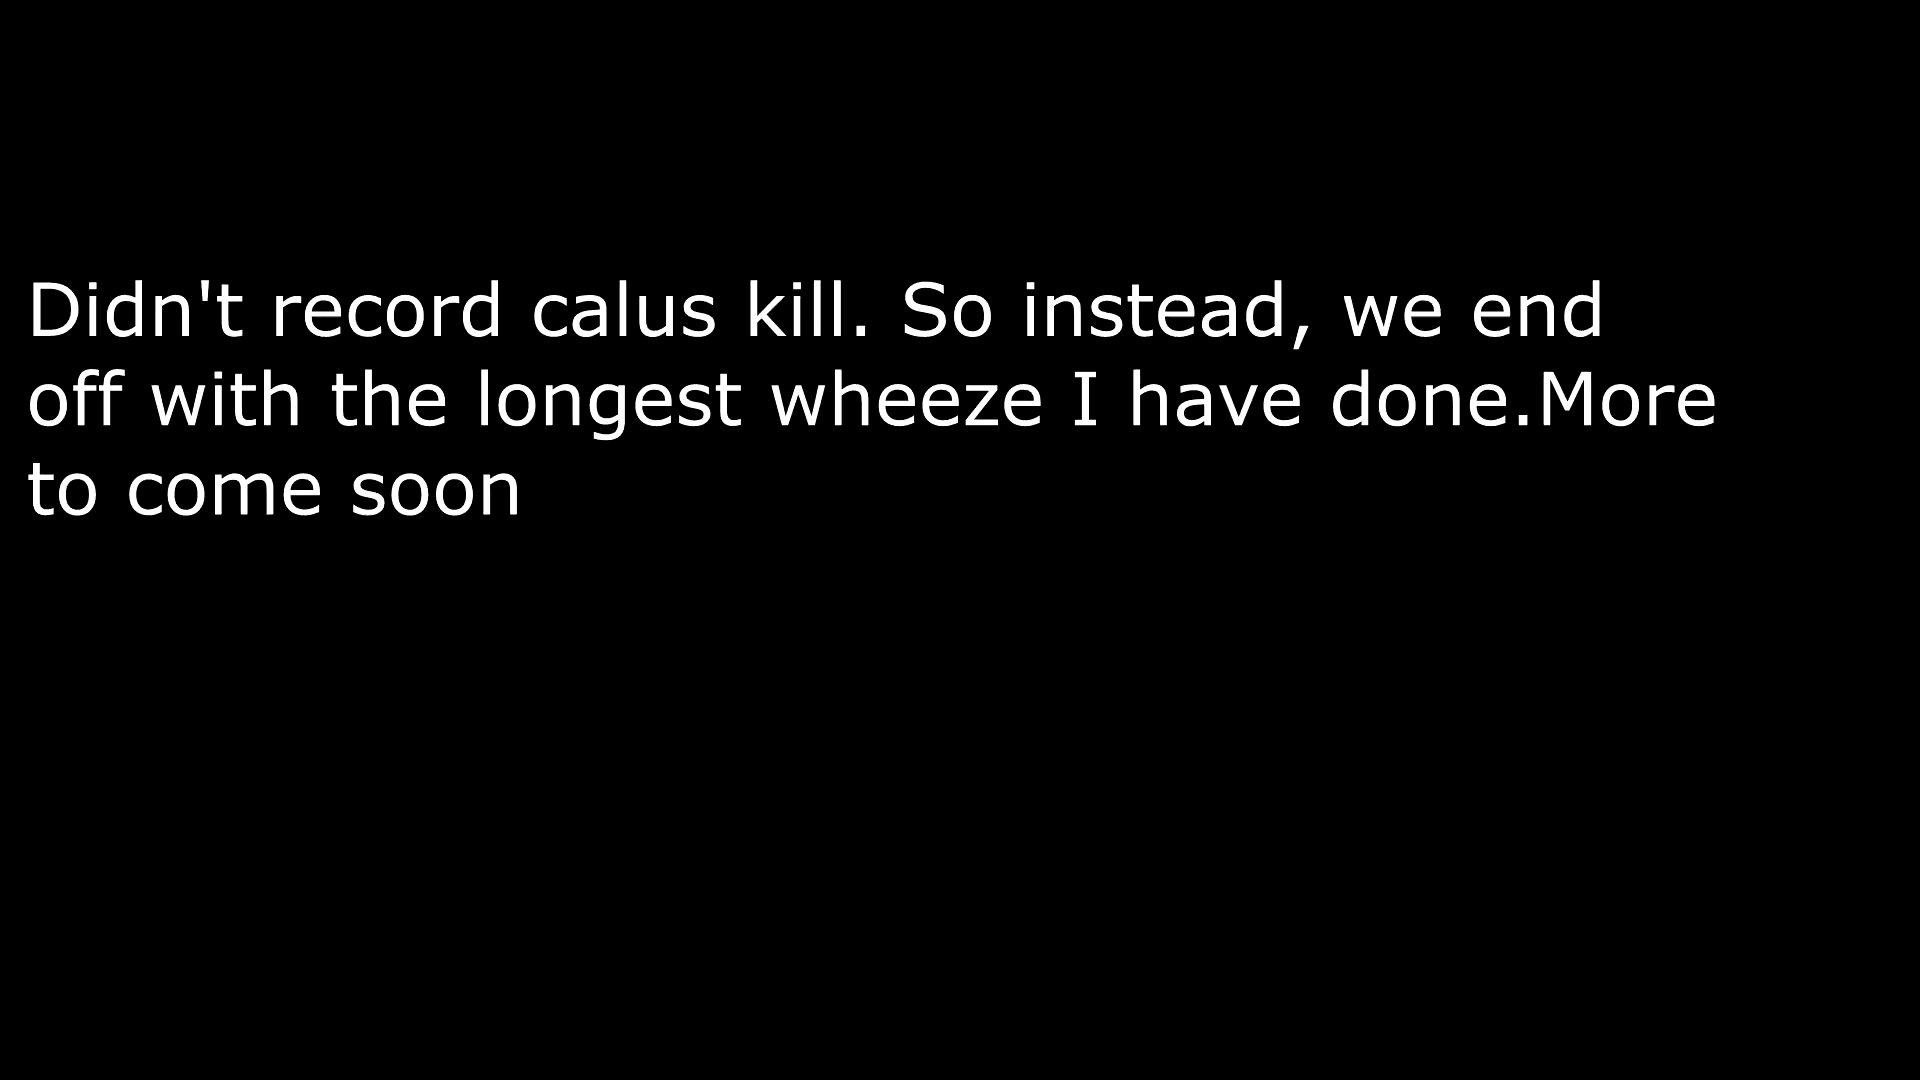 Didn't record calus kill. So instead, we end
off with the longest wheeze I have done.More
to come soon